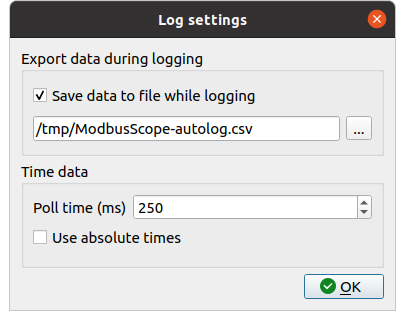 Log settings
Export data during logging
Save data to file while logging
/tmp/ModbusScope-autolog.csv
...
Time data
Poll time (ms) 250
Use absolute times
OK